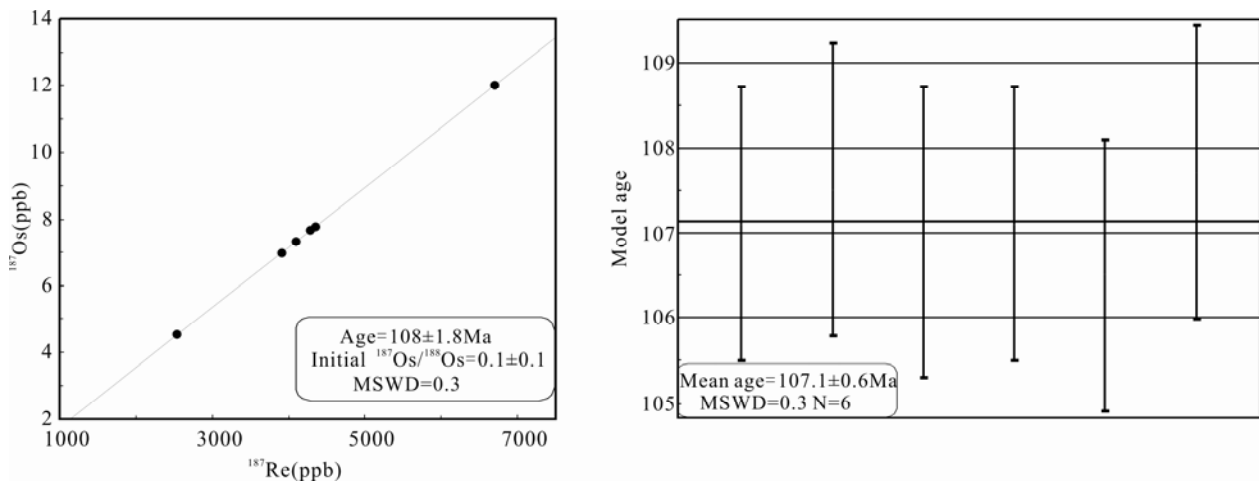 14
12
10
8
6
4
2
¹⁸⁷Os(ppb)
Age=108±1.8Ma
Initial ¹⁸⁷Os/¹⁸⁸Os=0.1±0.1
MSWD=0.3
1000 3000 5000 7000
¹⁸⁷Re(ppb)
109
108
107
106
105
Model age
Mean age=107.1±0.6Ma
MSWD=0.3 N=6